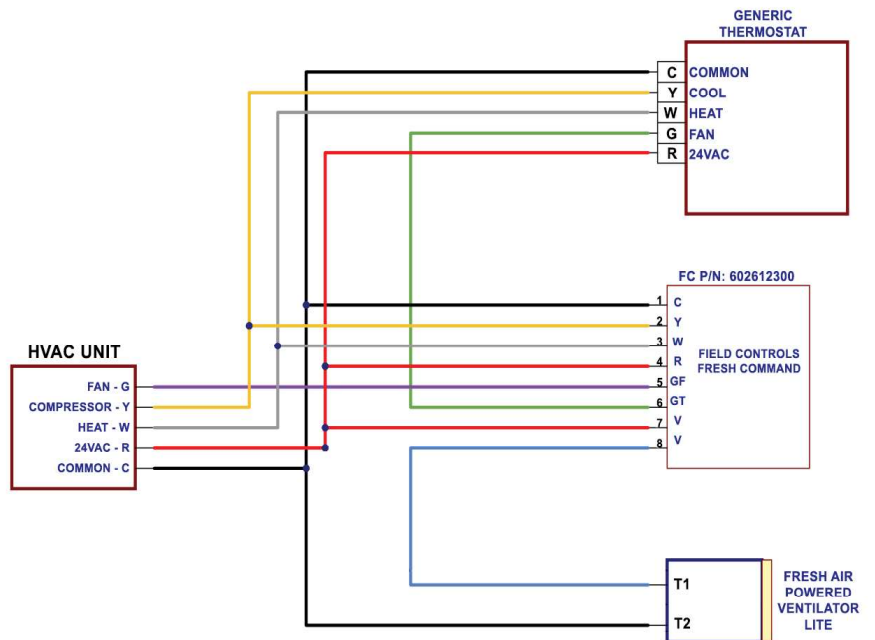 GENERIC
THERMOSTAT
C COMMON
Y COOL
W HEAT
G FAN
R 24VAC
FC P/N: 602612300
1 C
2 Y
3 W
4 R
5 GF
6 GT
7 V
8 V
FIELD CONTROLS
FRESH COMMAND
HVAC UNIT
FAN - G
COMPRESSOR - Y
HEAT - W
24VAC - R
COMMON - C
T1
T2
FRESH AIR
POWERED
VENTILATOR
LITE